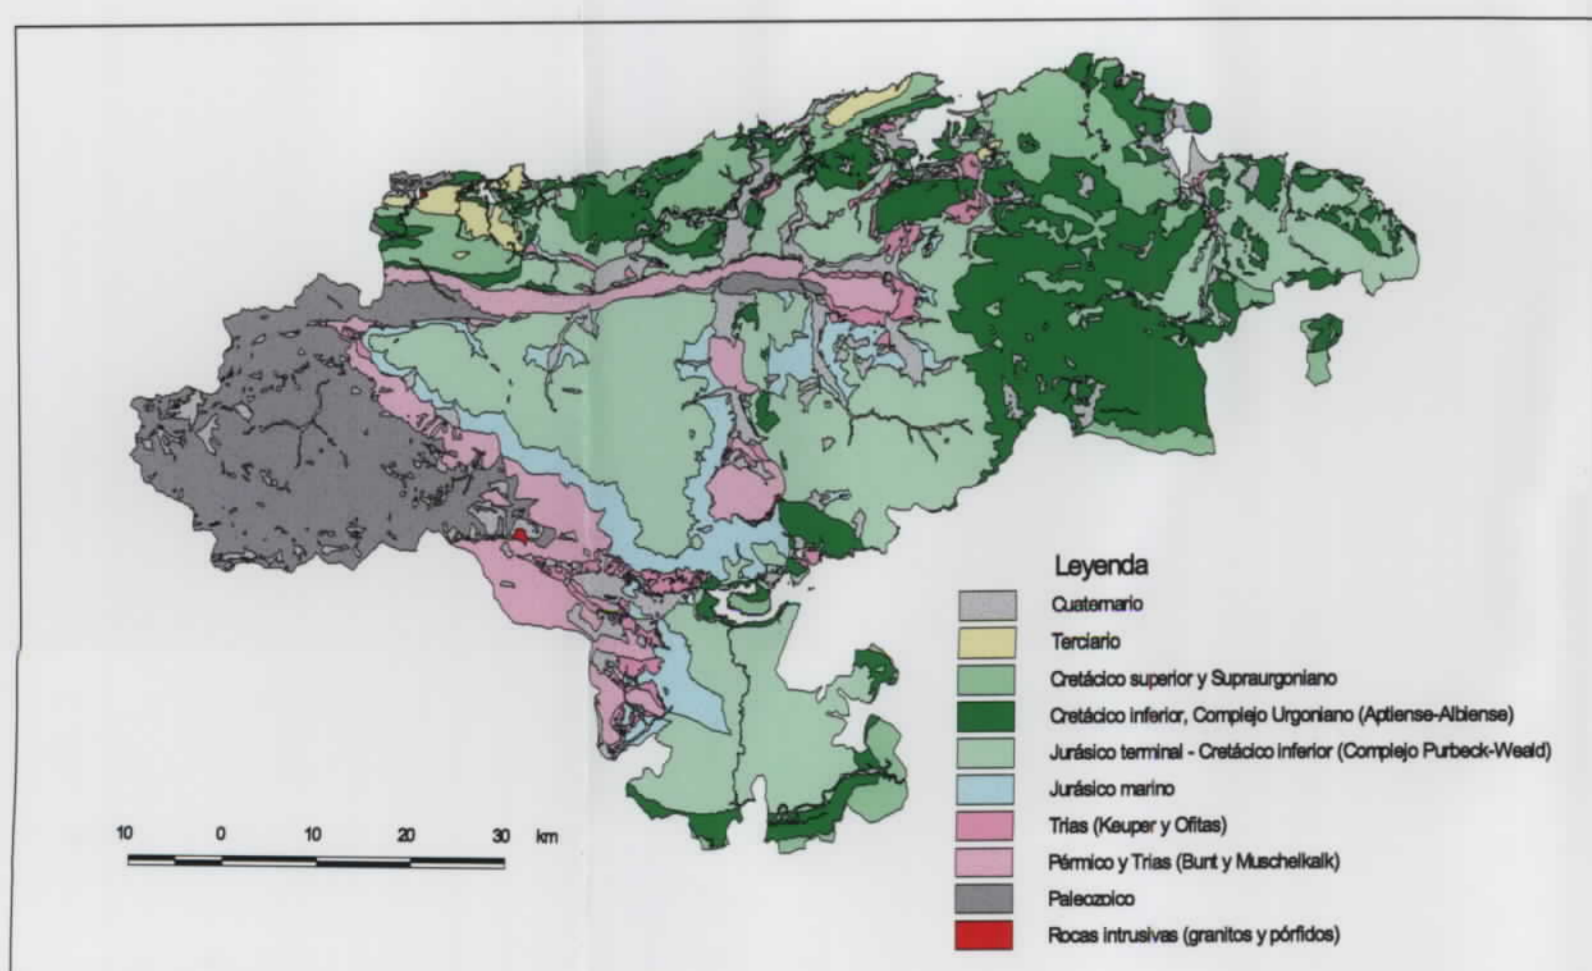 Leyenda
Cuaternario
Terciario
Cretácico superior y Supraurgoniano
Cretácico inferior, Complejo Urgoniano (Aptiense-Albiense)
Jurásico terminal - Cretácico inferior (Complejo Purbeck-Weald)
Jurásico marino
Trias (Keuper y Ofitas)
Pérmico y Trias (Bunt y Muschelkalk)
Paleozoico
Rocas intrusivas (granitos y pórfidos)
10 0 10 20 30 km